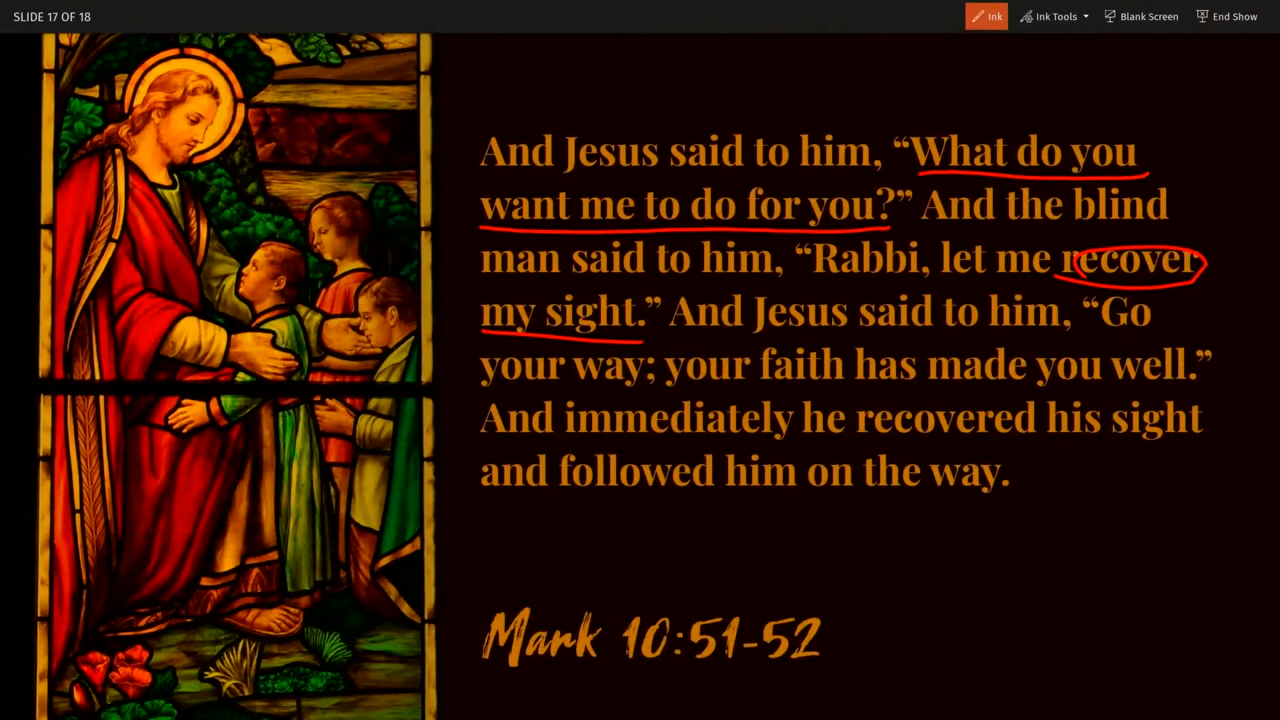 SLIDE 17 OF 18
Ink
Ink Tools
Blank Screen
End Show
And Jesus said to him, “What do you
want me to do for you?” And the blind
man said to him, “Rabbi, let me recover
my sight.” And Jesus said to him, “Go
your way; your faith has made you well.”
And immediately he recovered his sight
and followed him on the way.
Mark 10:51-52